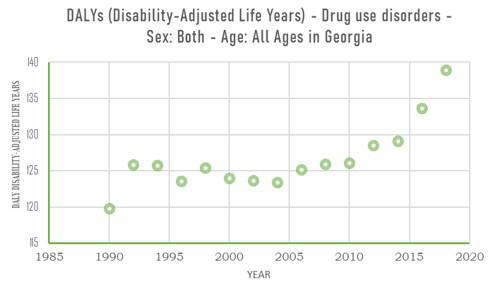 DALYs (Disability-Adjusted Life Years) - Drug use disorders -
Sex: Both - Age: All Ages in Georgia
DALY DISABILITY-ADJUSTED LIFE YEARS
140
135
130
125
120
115
1985 1990 1995 2000 2005 2010 2015 2020
YEAR